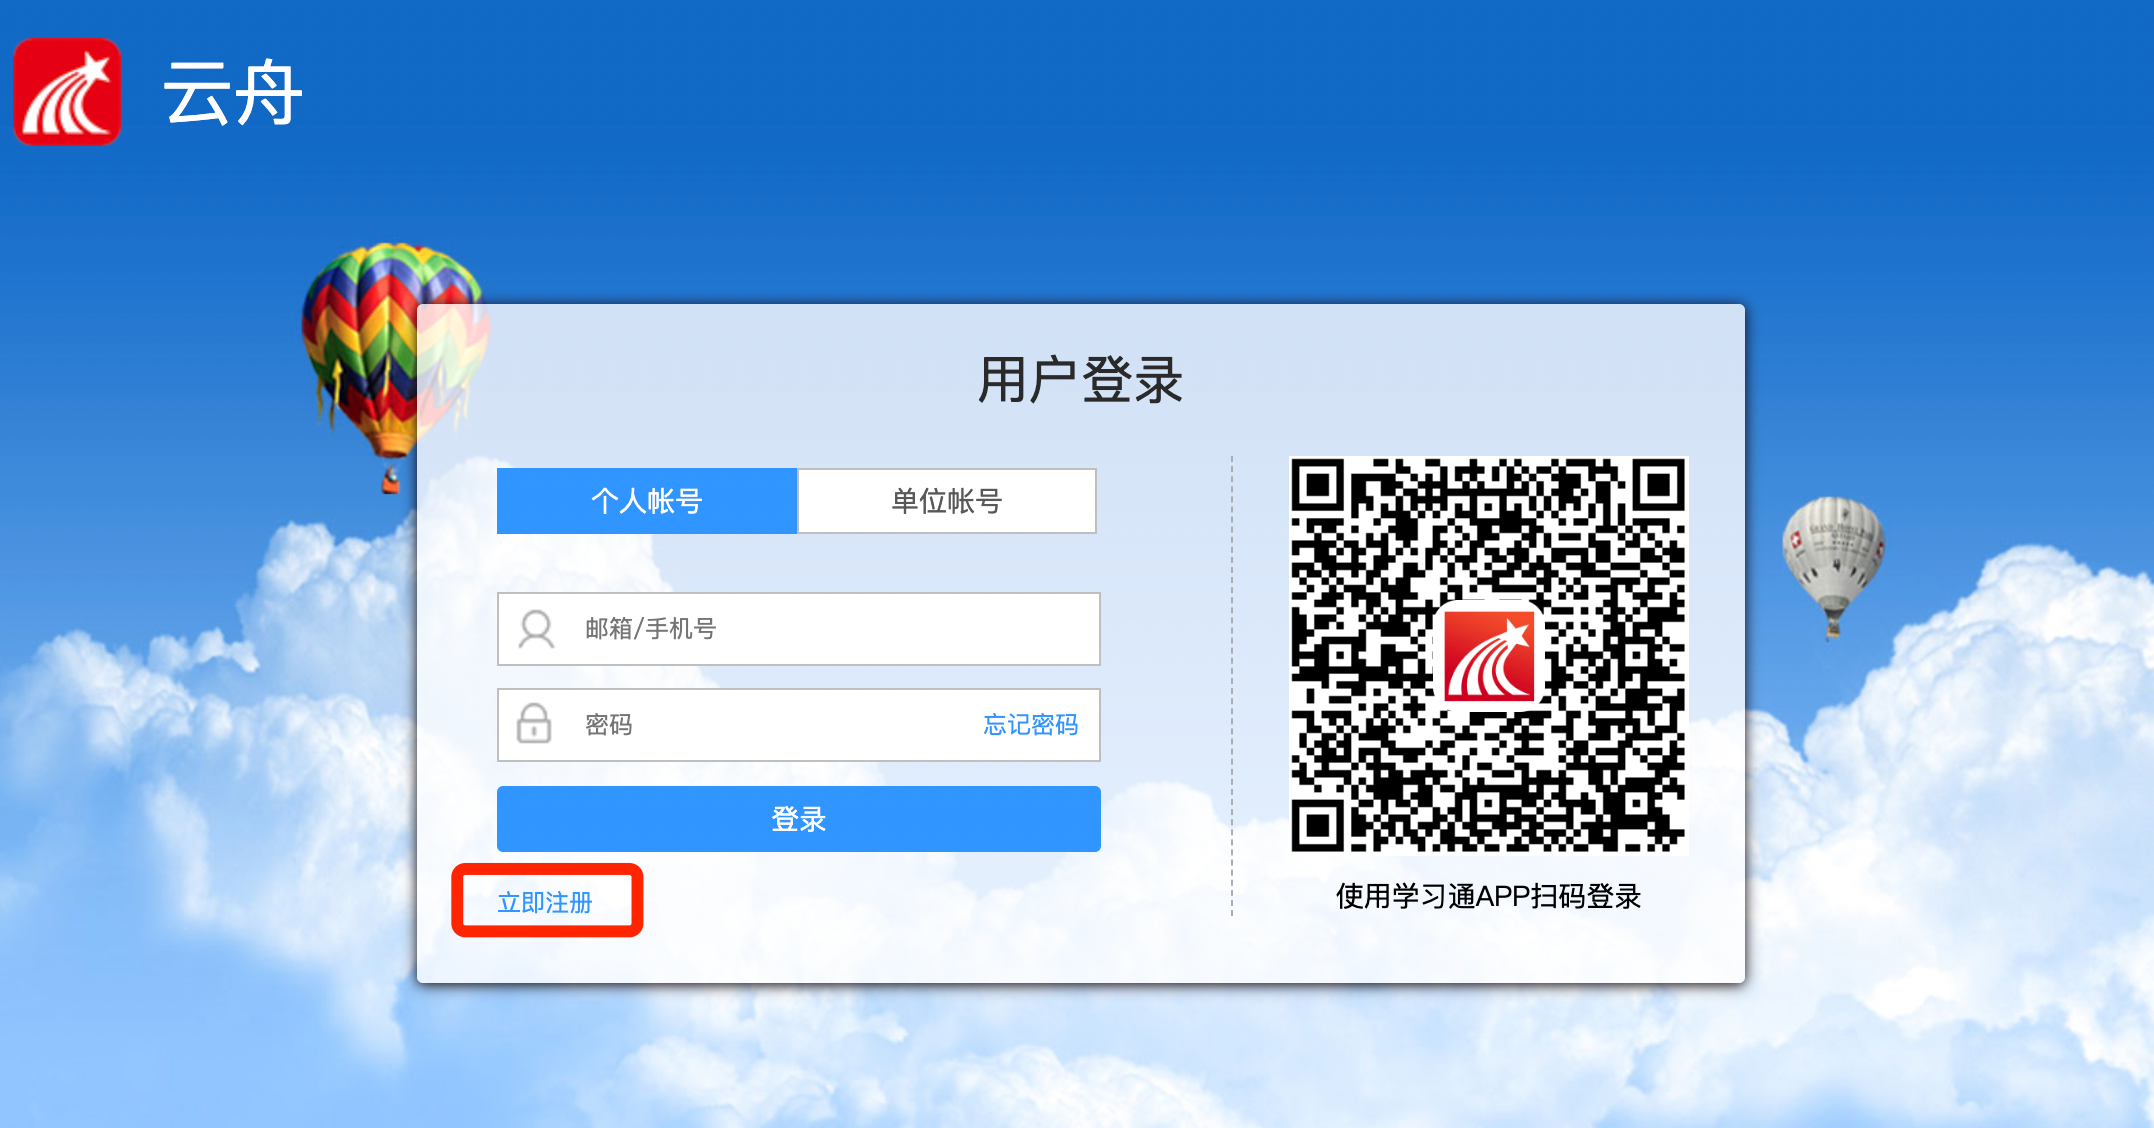 云舟
用户登录
个人帐号
单位帐号
邮箱/手机号
密码
忘记密码
登录
立即注册
使用学习通APP扫码登录